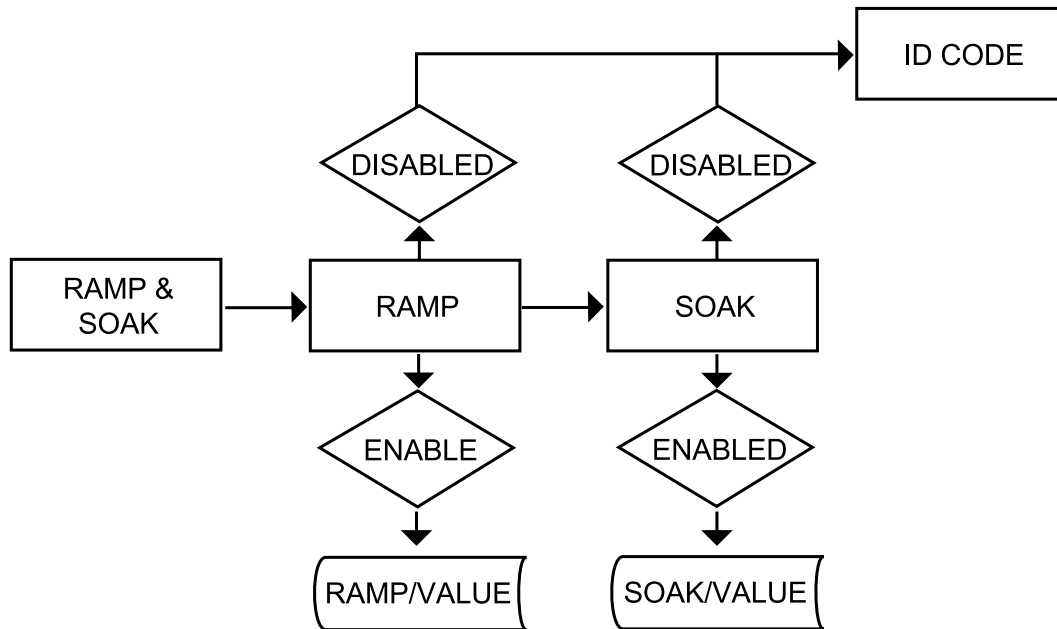 ID CODE
DISABLED
DISABLED
RAMP &
SOAK
RAMP
SOAK
ENABLE
ENABLED
RAMP/VALUE
SOAK/VALUE